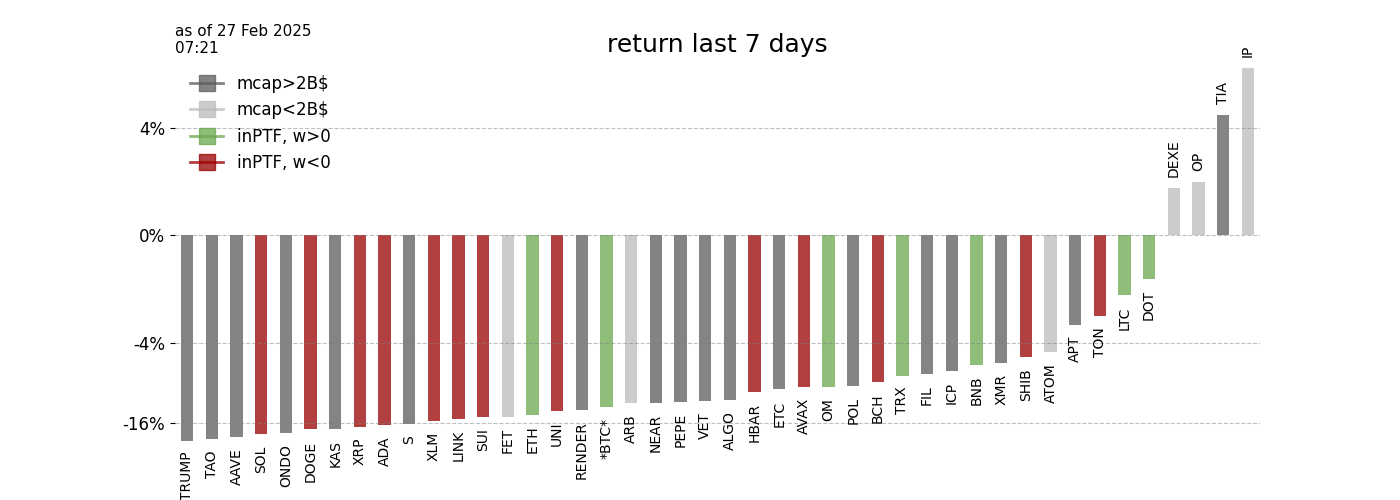 as of 27 Feb 2025
07:21
return last 7 days
mcap>2B$
mcap<2B$
inPTF, w>0
inPTF, w<0
4%
0%
-4%
-16%
TRUMP
TAO
AAVE
SOL
ONDO
DOGE
KAS
XRP
ADA
S
XLM
LINK
SUI
FET
ETH
UNI
RENDER
*BTC*
ARB
NEAR
PEPE
VET
ALGO
HBAR
ETC
AVAX
OM
POL
BCH
TRX
FIL
ICP
BNB
XMR
SHIB
ATOM
APT
TON
LTC
DOT
DEXE
OP
TIA
IP